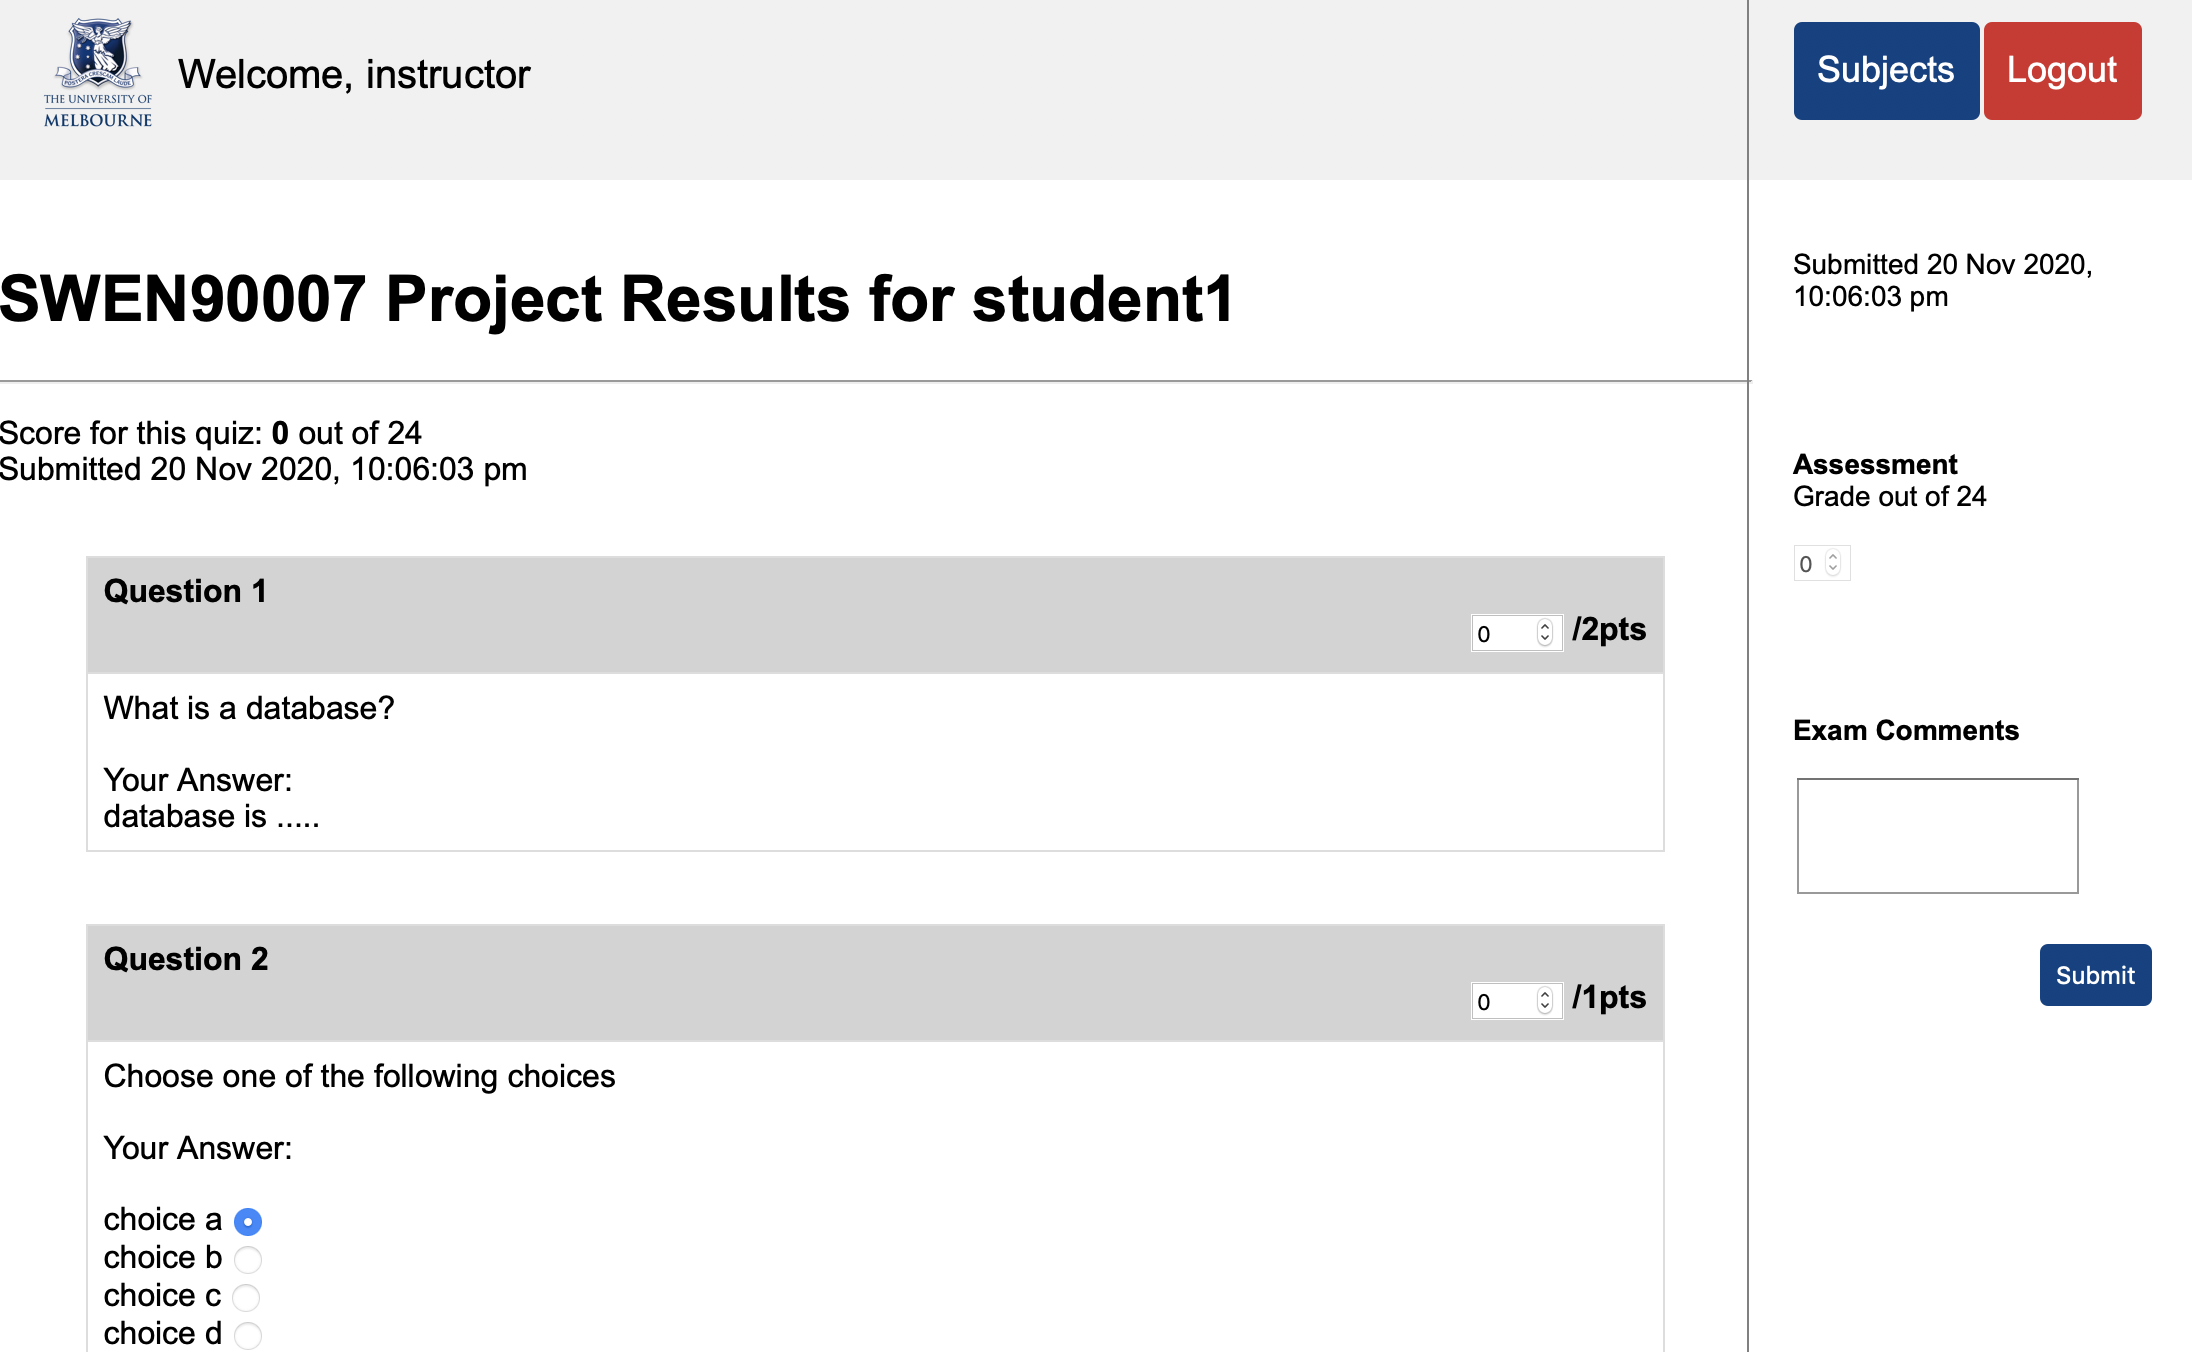 THE UNIVERSITY OF
MELBOURNE
Welcome, instructor
Subjects
Logout
SWEN90007 Project Results for student1
Score for this quiz: 0 out of 24
Submitted 20 Nov 2020, 10:06:03 pm
Question 1
0 /2pts
What is a database?
Your Answer:
database is .....
Question 2
0 /1pts
Choose one of the following choices
Your Answer:
choice a
choice b
choice c
choice d
Submitted 20 Nov 2020,
10:06:03 pm
Assessment
Grade out of 24
0
Exam Comments
Submit